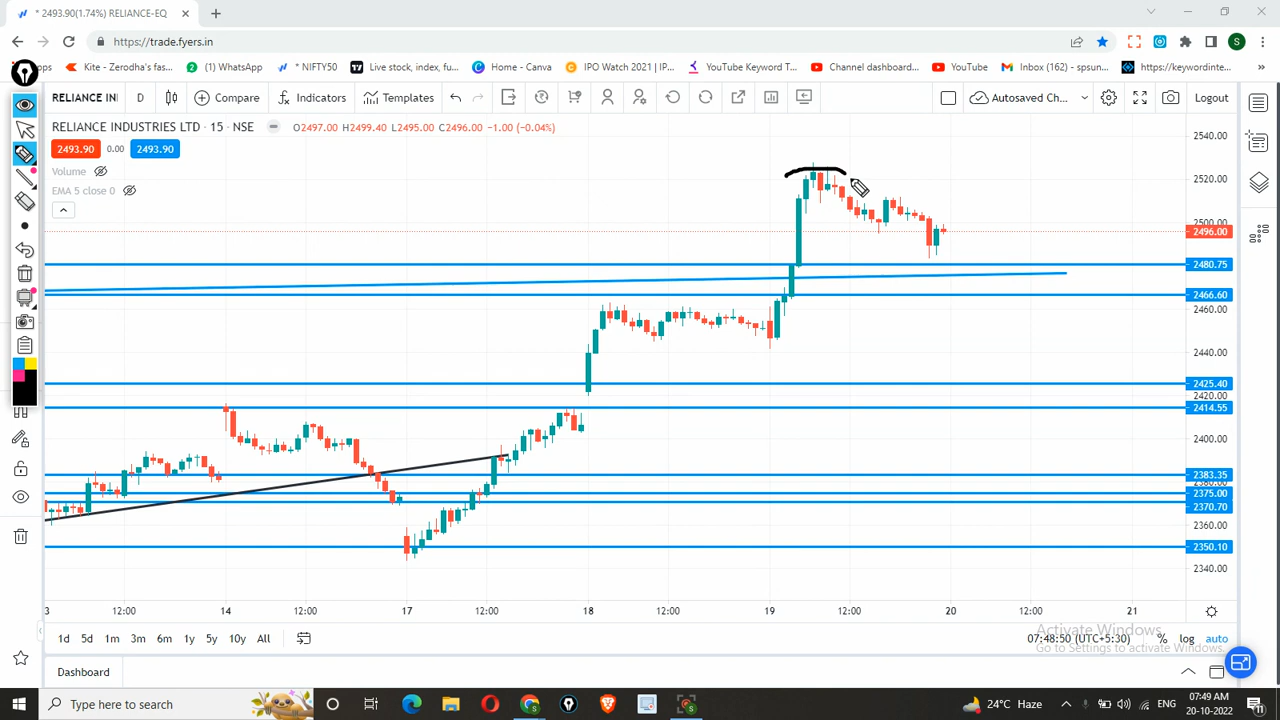 * 2493.90(1.74%) RELIANCE-EQ
https://trade.fyers.in
ops
Kite - Zerodha's fas...
(1) WhatsApp
* NIFTY50
Live stock, index, fu...
Home - Canva
IPO Watch 2021 | IP...
YouTube Keyword T...
Channel dashboard...
YouTube
Inbox (162) - spsun...
https://keywordinte...
RELIANCE IN
D
Compare
Indicators
Templates
Autosaved Ch...
Logout
RELIANCE INDUSTRIES LTD · 15 · NSE
O2497.00 H2499.40 L2495.00 C2496.00 −1.00 (−0.04%)
2493.90 0.00 2493.90
Volume
EMA 5 close 0
2540.00
2520.00
2500.00
2496.00
2480.75
2466.60
2460.00
2440.00
2425.40
2420.00
2414.55
2400.00
2383.35
2380.00
2375.00
2370.70
2360.00
2350.10
2340.00
3 12:00 14 12:00 17 12:00 18 12:00 19 12:00 20 12:00 21
1d 5d 1m 3m 6m 1y 5y 10y All
07:48:50 (UTC+5:30) % log auto
Activate Windows
Go to Settings to activate Windows.
Dashboard
Type here to search
24°C Haze
ENG
07:49 AM
20-10-2022